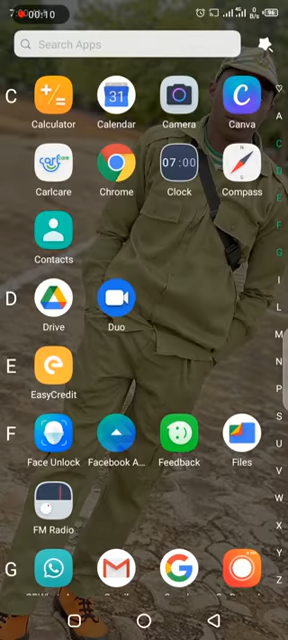 00:10
Search Apps
C
Calculator
Calendar
Camera
Canva
Carlcare
Chrome
07:00
Clock
Compass
Contacts
D
Drive
Duo
E
EasyCredit
F
Face Unlock
Facebook A...
Feedback
Files
FM Radio
G
A
C
D
E
F
G
I
L
M
N
P
S
U
V
W
X
Y
Z